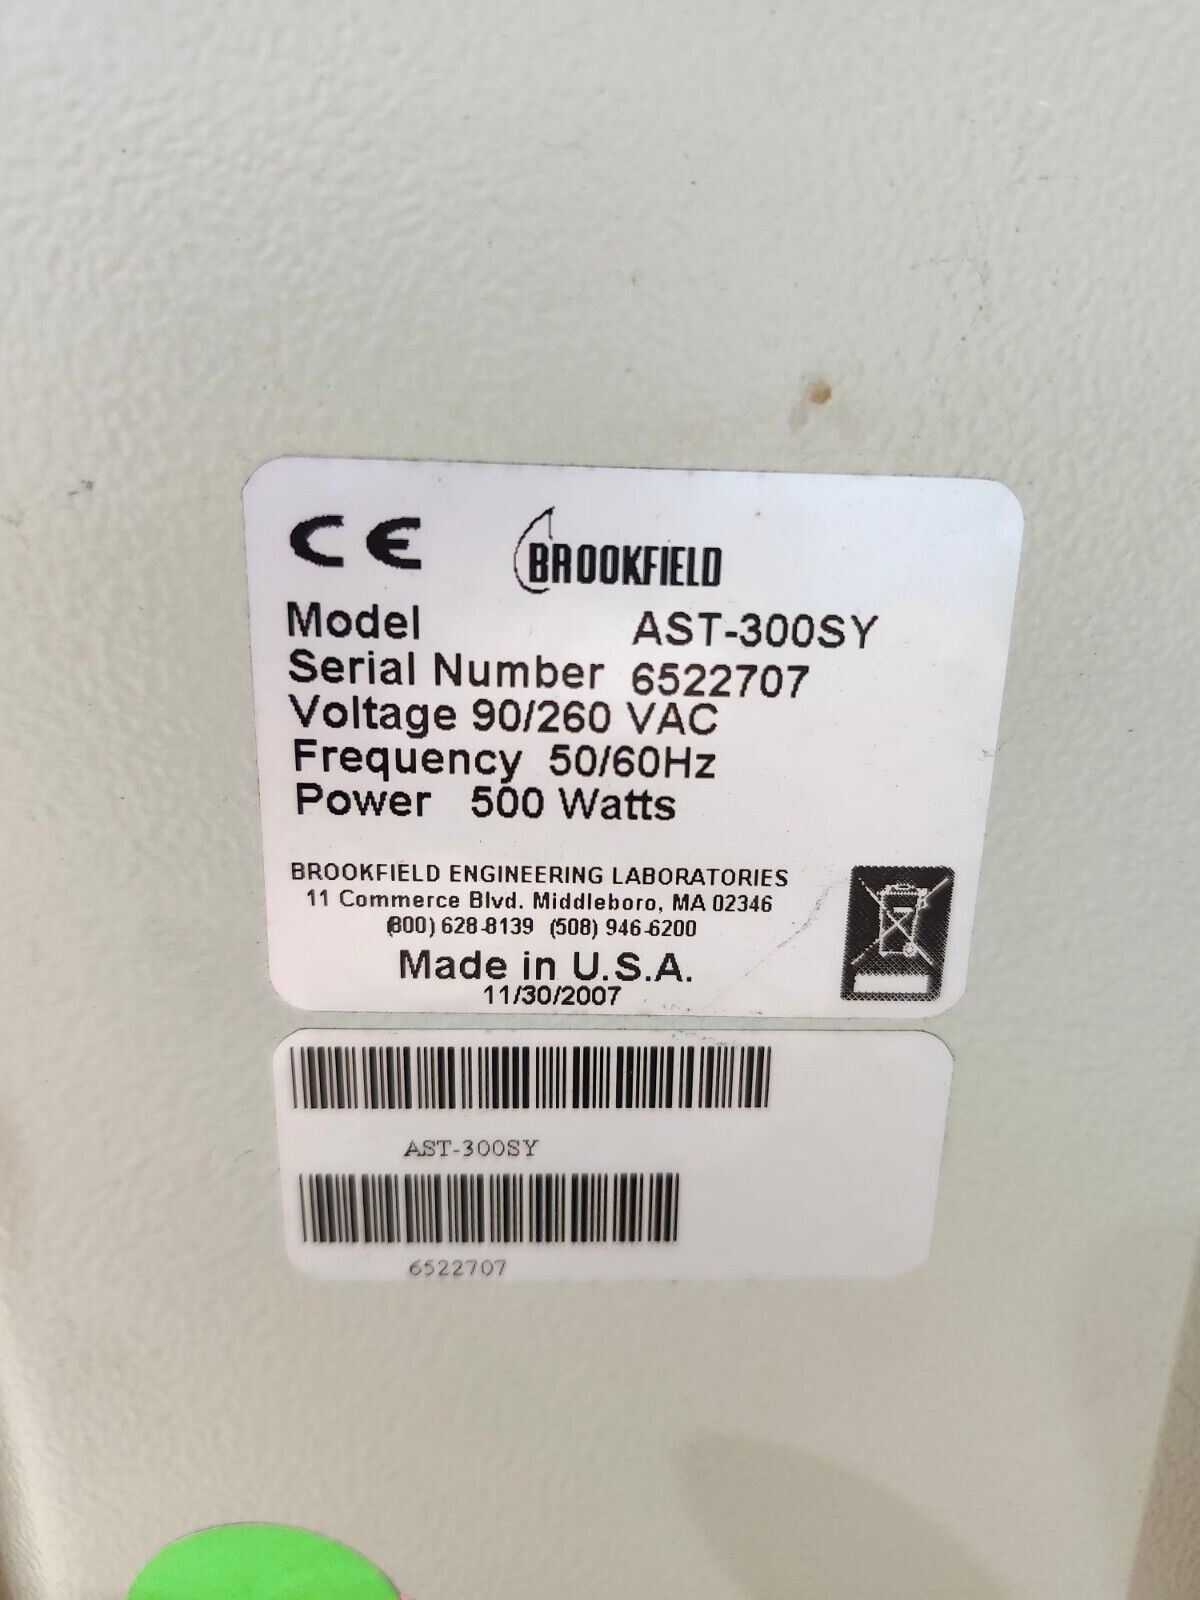 CE BROOKFIELD
Model AST-300SY
Serial Number 6522707
Voltage 90/260 VAC
Frequency 50/60Hz
Power 500 Watts
BROOKFIELD ENGINEERING LABORATORIES
11 Commerce Blvd. Middleboro, MA 02346
(800) 628-8139 (508) 946-6200
Made in U.S.A.
11/30/2007
AST-300SY
6522707